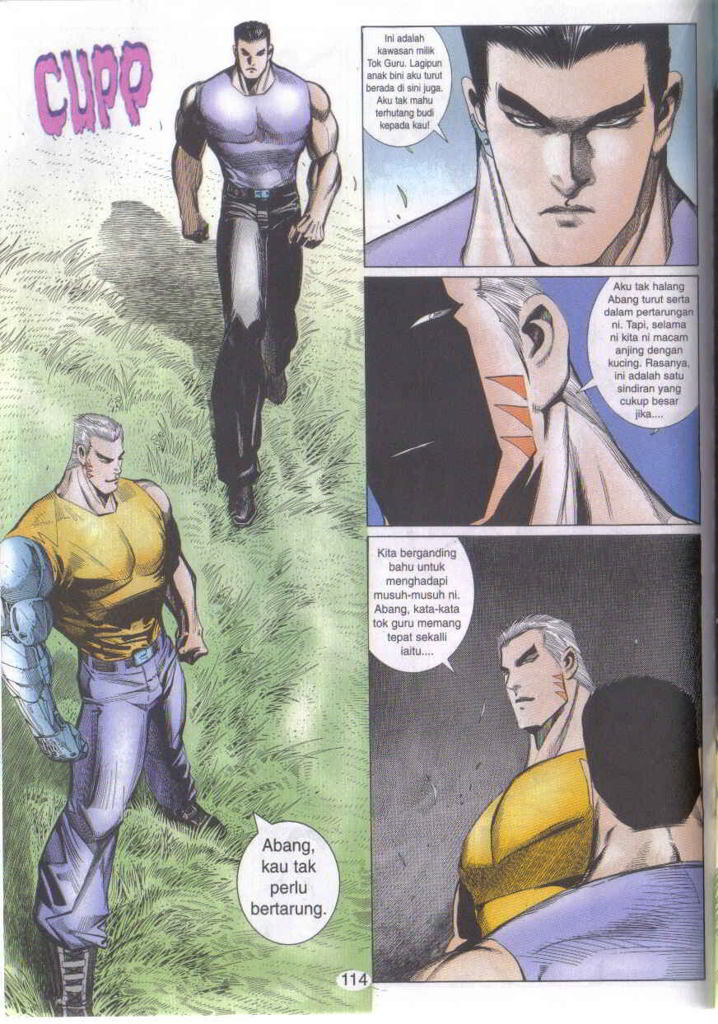 CUPP
Abang,
kau tak
perlu
bertarung.
Ini adalah
kawasan milik
Tok Guru. Lagipun
anak bini aku turut
berada di sini juga.
Aku tak mahu
terhutang budi
kepada kau!
Aku tak halang
Abang turut serta
dalam pertarungan
ni. Tapi, selama
ni kita ni macam
anjing dengan
kucing. Rasanya,
ini adalah satu
sindiran yang
cukup besar
jika....
Kita berganding
bahu untuk
menghadapi
musuh-musuh ni.
Abang, kata-kata
tok guru memang
tepat sekalli
iaitu....
114